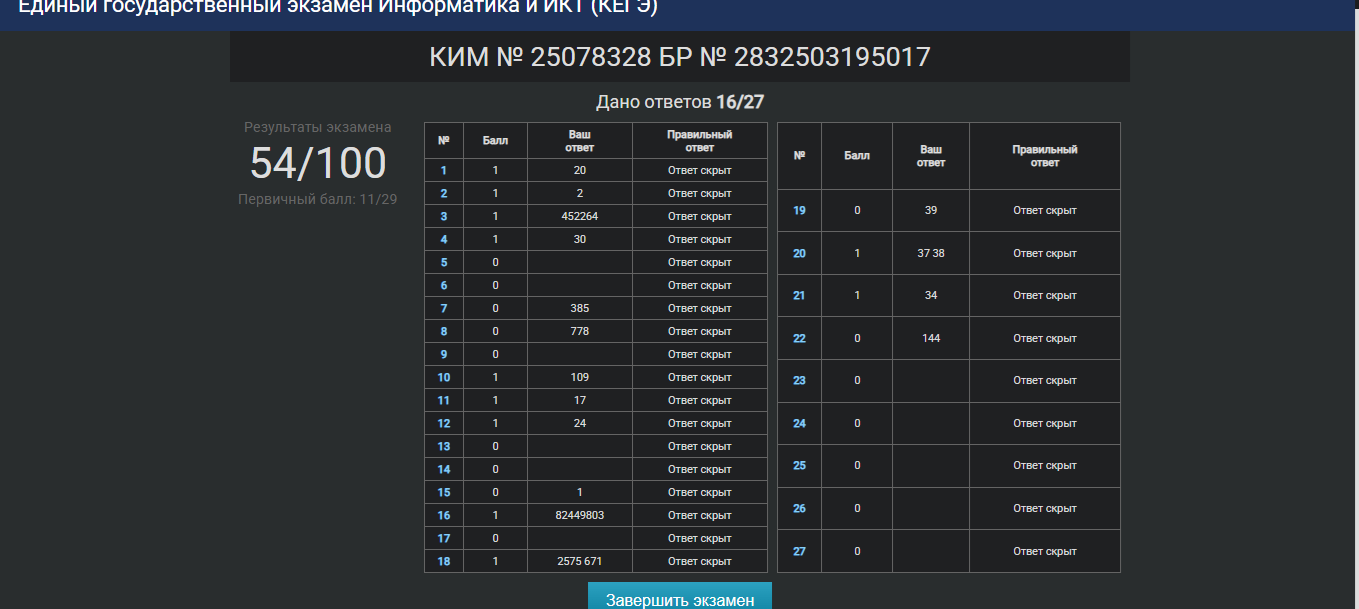 Единый государственный экзамен Информатика и ИКТ (КЕГЭ)
КИМ № 25078328 БР № 2832503195017
Дано ответов 16/27
Результаты экзамена
54/100
Первичный балл: 11/29
№ Балл Ваш ответ Правильный ответ
1 1 20 Ответ скрыт
2 1 2 Ответ скрыт
3 1 452264 Ответ скрыт
4 1 30 Ответ скрыт
5 0 Ответ скрыт
6 0 Ответ скрыт
7 0 385 Ответ скрыт
8 0 778 Ответ скрыт
9 0 Ответ скрыт
10 1 109 Ответ скрыт
11 1 17 Ответ скрыт
12 1 24 Ответ скрыт
13 0 Ответ скрыт
14 0 Ответ скрыт
15 0 1 Ответ скрыт
16 1 82449803 Ответ скрыт
17 0 Ответ скрыт
18 1 2575 671 Ответ скрыт
№ Балл Ваш ответ Правильный ответ
19 0 39 Ответ скрыт
20 1 37 38 Ответ скрыт
21 1 34 Ответ скрыт
22 0 144 Ответ скрыт
23 0 Ответ скрыт
24 0 Ответ скрыт
25 0 Ответ скрыт
26 0 Ответ скрыт
27 0 Ответ скрыт
Завершить экзамен